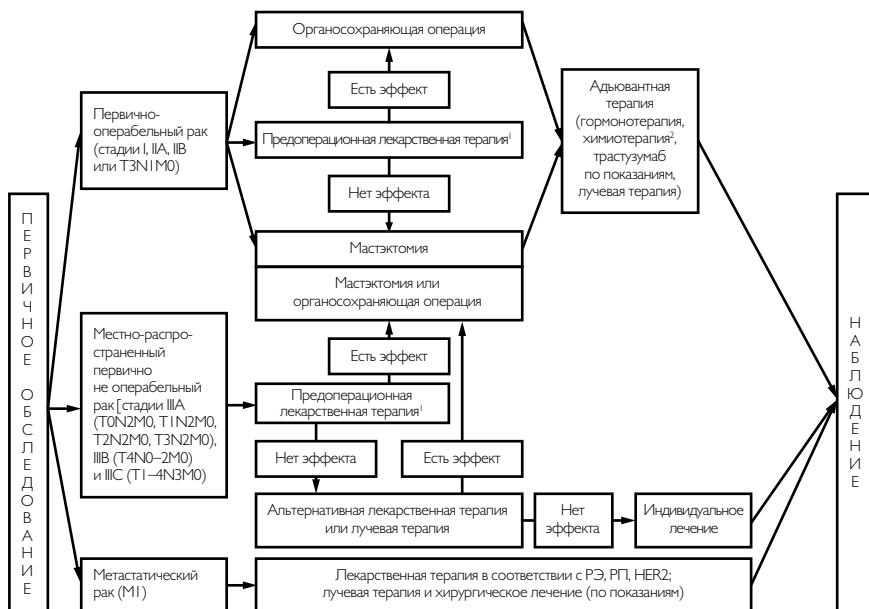 ПЕРВИЧНОЕ ОБСЛЕДОВАНИЕ
Первично-
операбельный рак
(стадии I, IIA, IIB
или T3N1M0)
Органосохраняющая операция
Есть эффект
Предоперационная лекарственная терапия¹
Нет эффекта
Мастэктомия
Мастэктомия или
органосохраняющая операция
Адьювантная
терапия
(гормонотерапия,
химиотерапия²,
трастузумаб
по показаниям,
лучевая терапия)
Местно-распро-
страненный
первично
не операбельный
рак [стадии IIIA
(T0N2M0, T1N2M0,
T2N2M0, T3N2M0),
IIIB (T4N0–2M0)
и IIIC (T1–4N3M0)
Есть эффект
Предоперационная
лекарственная терапия¹
Нет эффекта
Есть эффект
Альтернативная лекарственная терапия
или лучевая терапия
Нет
эффекта
Индивидуальное
лечение
Метастатический
рак (M1)
Лекарственная терапия в соответствии с РЭ, РП, HER2;
лучевая терапия и хирургическое лечение (по показаниям)
НАБЛЮДЕНИЕ